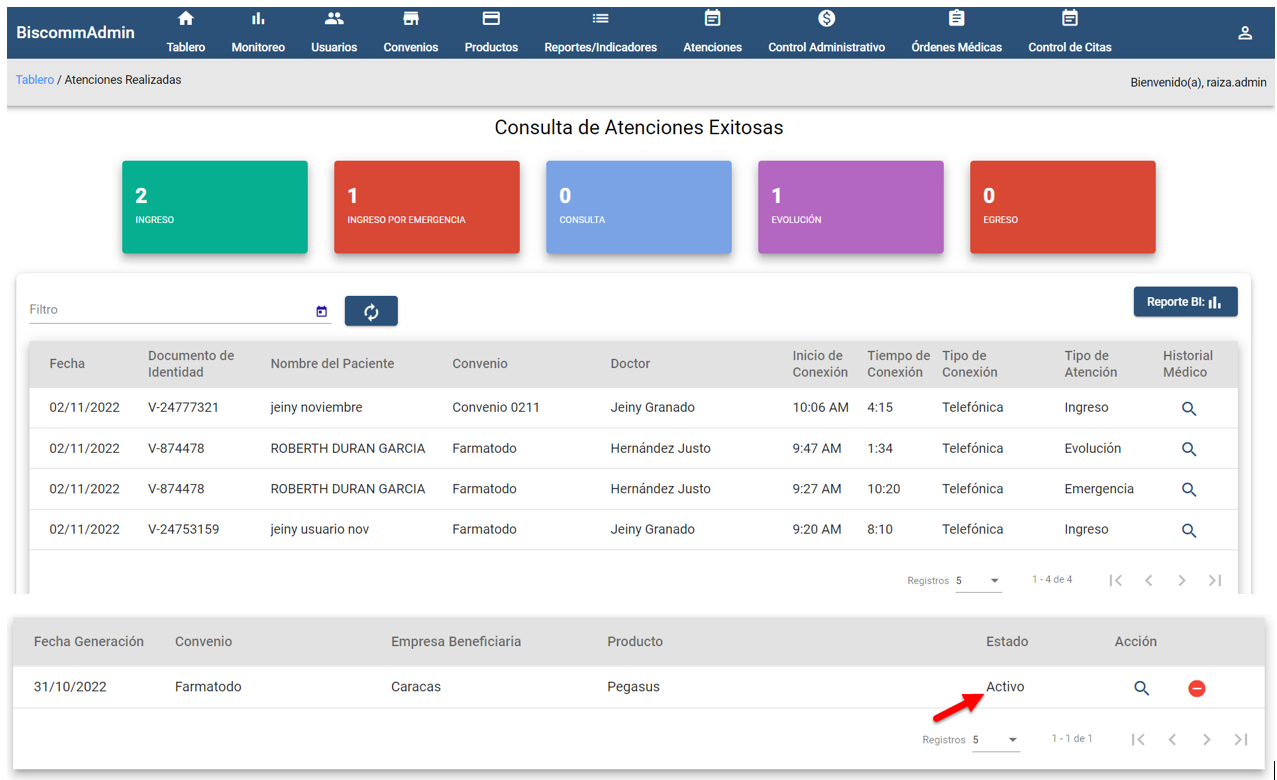 BiscommAdmin
Tablero Monitoreo Usuarios Convenios Productos Reportes/Indicadores Atenciones Control Administrativo Órdenes Médicas Control de Citas
Tablero / Atenciones Realizadas
Bienvenido(a), raiza.admin
Consulta de Atenciones Exitosas
2
INGRESO
1
INGRESO POR EMERGENCIA
0
CONSULTA
1
EVOLUCIÓN
0
EGRESO
Filtro
Reporte BI:
Fecha Documento de Identidad Nombre del Paciente Convenio Doctor Inicio de Conexión Tiempo de Conexión Tipo de Conexión Tipo de Atención Historial Médico
02/11/2022 V-24777321 jeiny noviembre Convenio 0211 Jeiny Granado 10:06 AM 4:15 Telefónica Ingreso
02/11/2022 V-874478 ROBERTH DURAN GARCIA Farmatodo Hernández Justo 9:47 AM 1:34 Telefónica Evolución
02/11/2022 V-874478 ROBERTH DURAN GARCIA Farmatodo Hernández Justo 9:27 AM 10:20 Telefónica Emergencia
02/11/2022 V-24753159 jeiny usuario nov Farmatodo Jeiny Granado 9:20 AM 8:10 Telefónica Ingreso
Registros 5 1 - 4 de 4
Fecha Generación Convenio Empresa Beneficiaria Producto Estado Acción
31/10/2022 Farmatodo Caracas Pegasus Activo
Registros 5 1 - 1 de 1